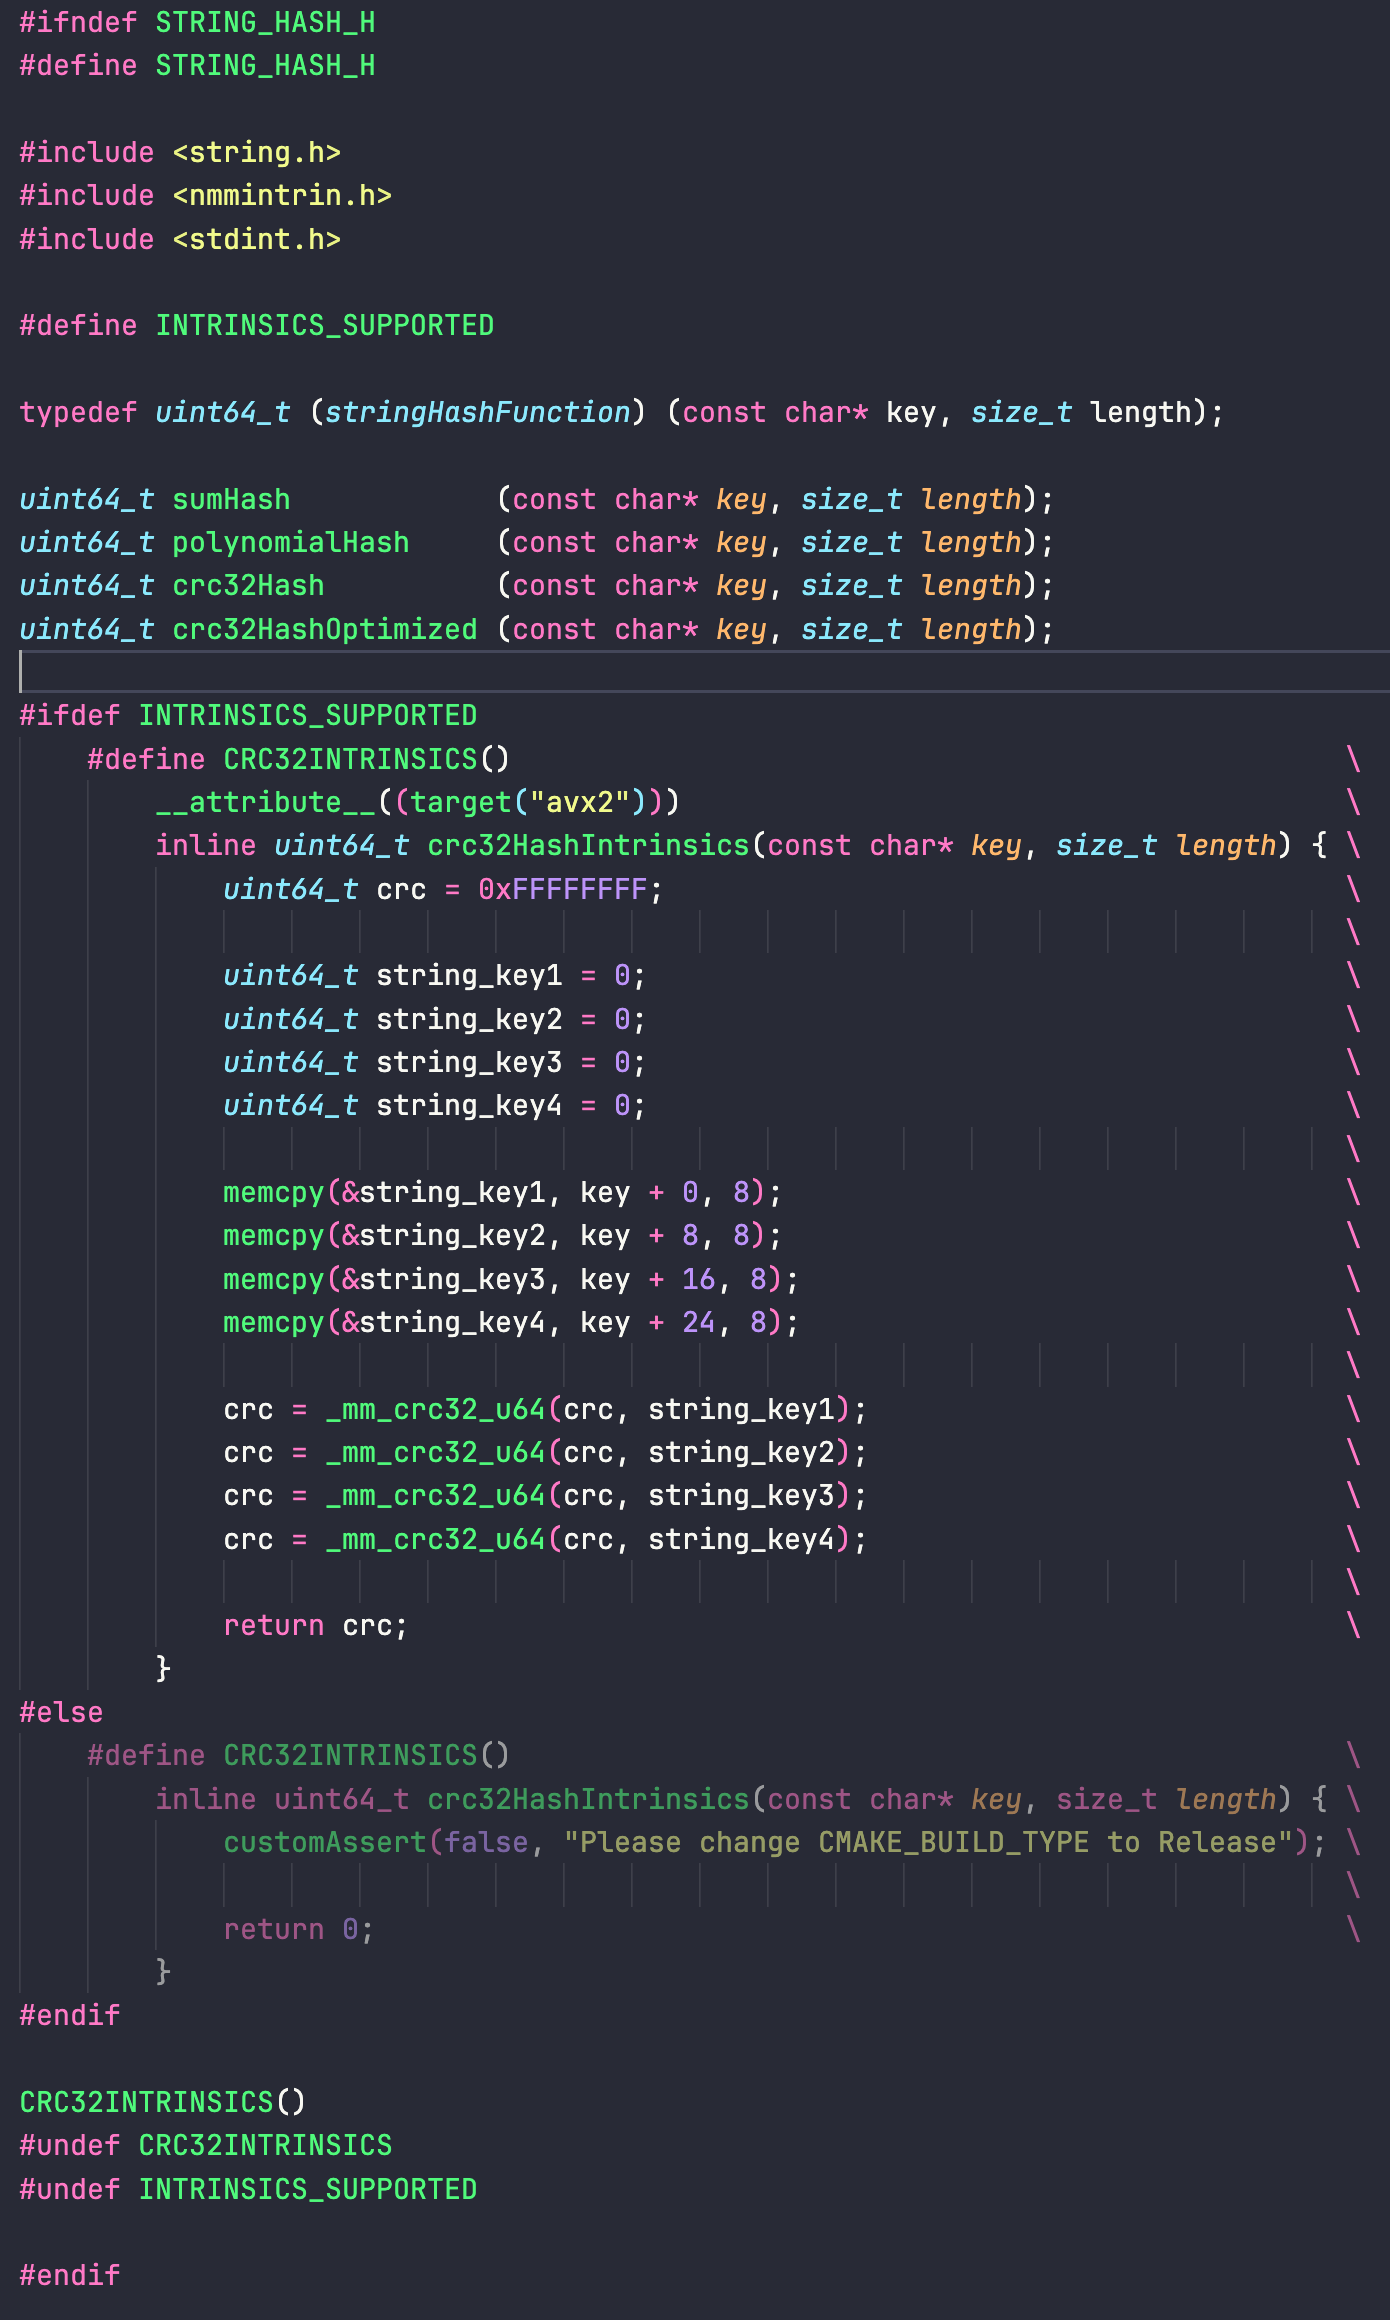 #ifndef STRING_HASH_H
#define STRING_HASH_H

#include <string.h>
#include <nmmintrin.h>
#include <stdint.h>

#define INTRINSICS_SUPPORTED

typedef uint64_t (stringHashFunction) (const char* key, size_t length);

uint64_t sumHash            (const char* key, size_t length);
uint64_t polynomialHash     (const char* key, size_t length);
uint64_t crc32Hash          (const char* key, size_t length);
uint64_t crc32HashOptimized (const char* key, size_t length);

#ifdef INTRINSICS_SUPPORTED
    #define CRC32INTRINSICS()                                                 \
        __attribute__((target("avx2")))                                       \
        inline uint64_t crc32HashIntrinsics(const char* key, size_t length) { \
            uint64_t crc = 0xFFFFFFFF;                                        \
                                                                              \
            uint64_t string_key1 = 0;                                         \
            uint64_t string_key2 = 0;                                         \
            uint64_t string_key3 = 0;                                         \
            uint64_t string_key4 = 0;                                         \
                                                                              \
            memcpy(&string_key1, key + 0, 8);                                 \
            memcpy(&string_key2, key + 8, 8);                                 \
            memcpy(&string_key3, key + 16, 8);                                \
            memcpy(&string_key4, key + 24, 8);                                \
                                                                              \
            crc = _mm_crc32_u64(crc, string_key1);                            \
            crc = _mm_crc32_u64(crc, string_key2);                            \
            crc = _mm_crc32_u64(crc, string_key3);                            \
            crc = _mm_crc32_u64(crc, string_key4);                            \
                                                                              \
            return crc;                                                       \
        }
#else
    #define CRC32INTRINSICS()                                                 \
        inline uint64_t crc32HashIntrinsics(const char* key, size_t length) { \
            customAssert(false, "Please change CMAKE_BUILD_TYPE to Release"); \
                                                                              \
            return 0;                                                         \
        }
#endif

CRC32INTRINSICS()
#undef CRC32INTRINSICS
#undef INTRINSICS_SUPPORTED

#endif